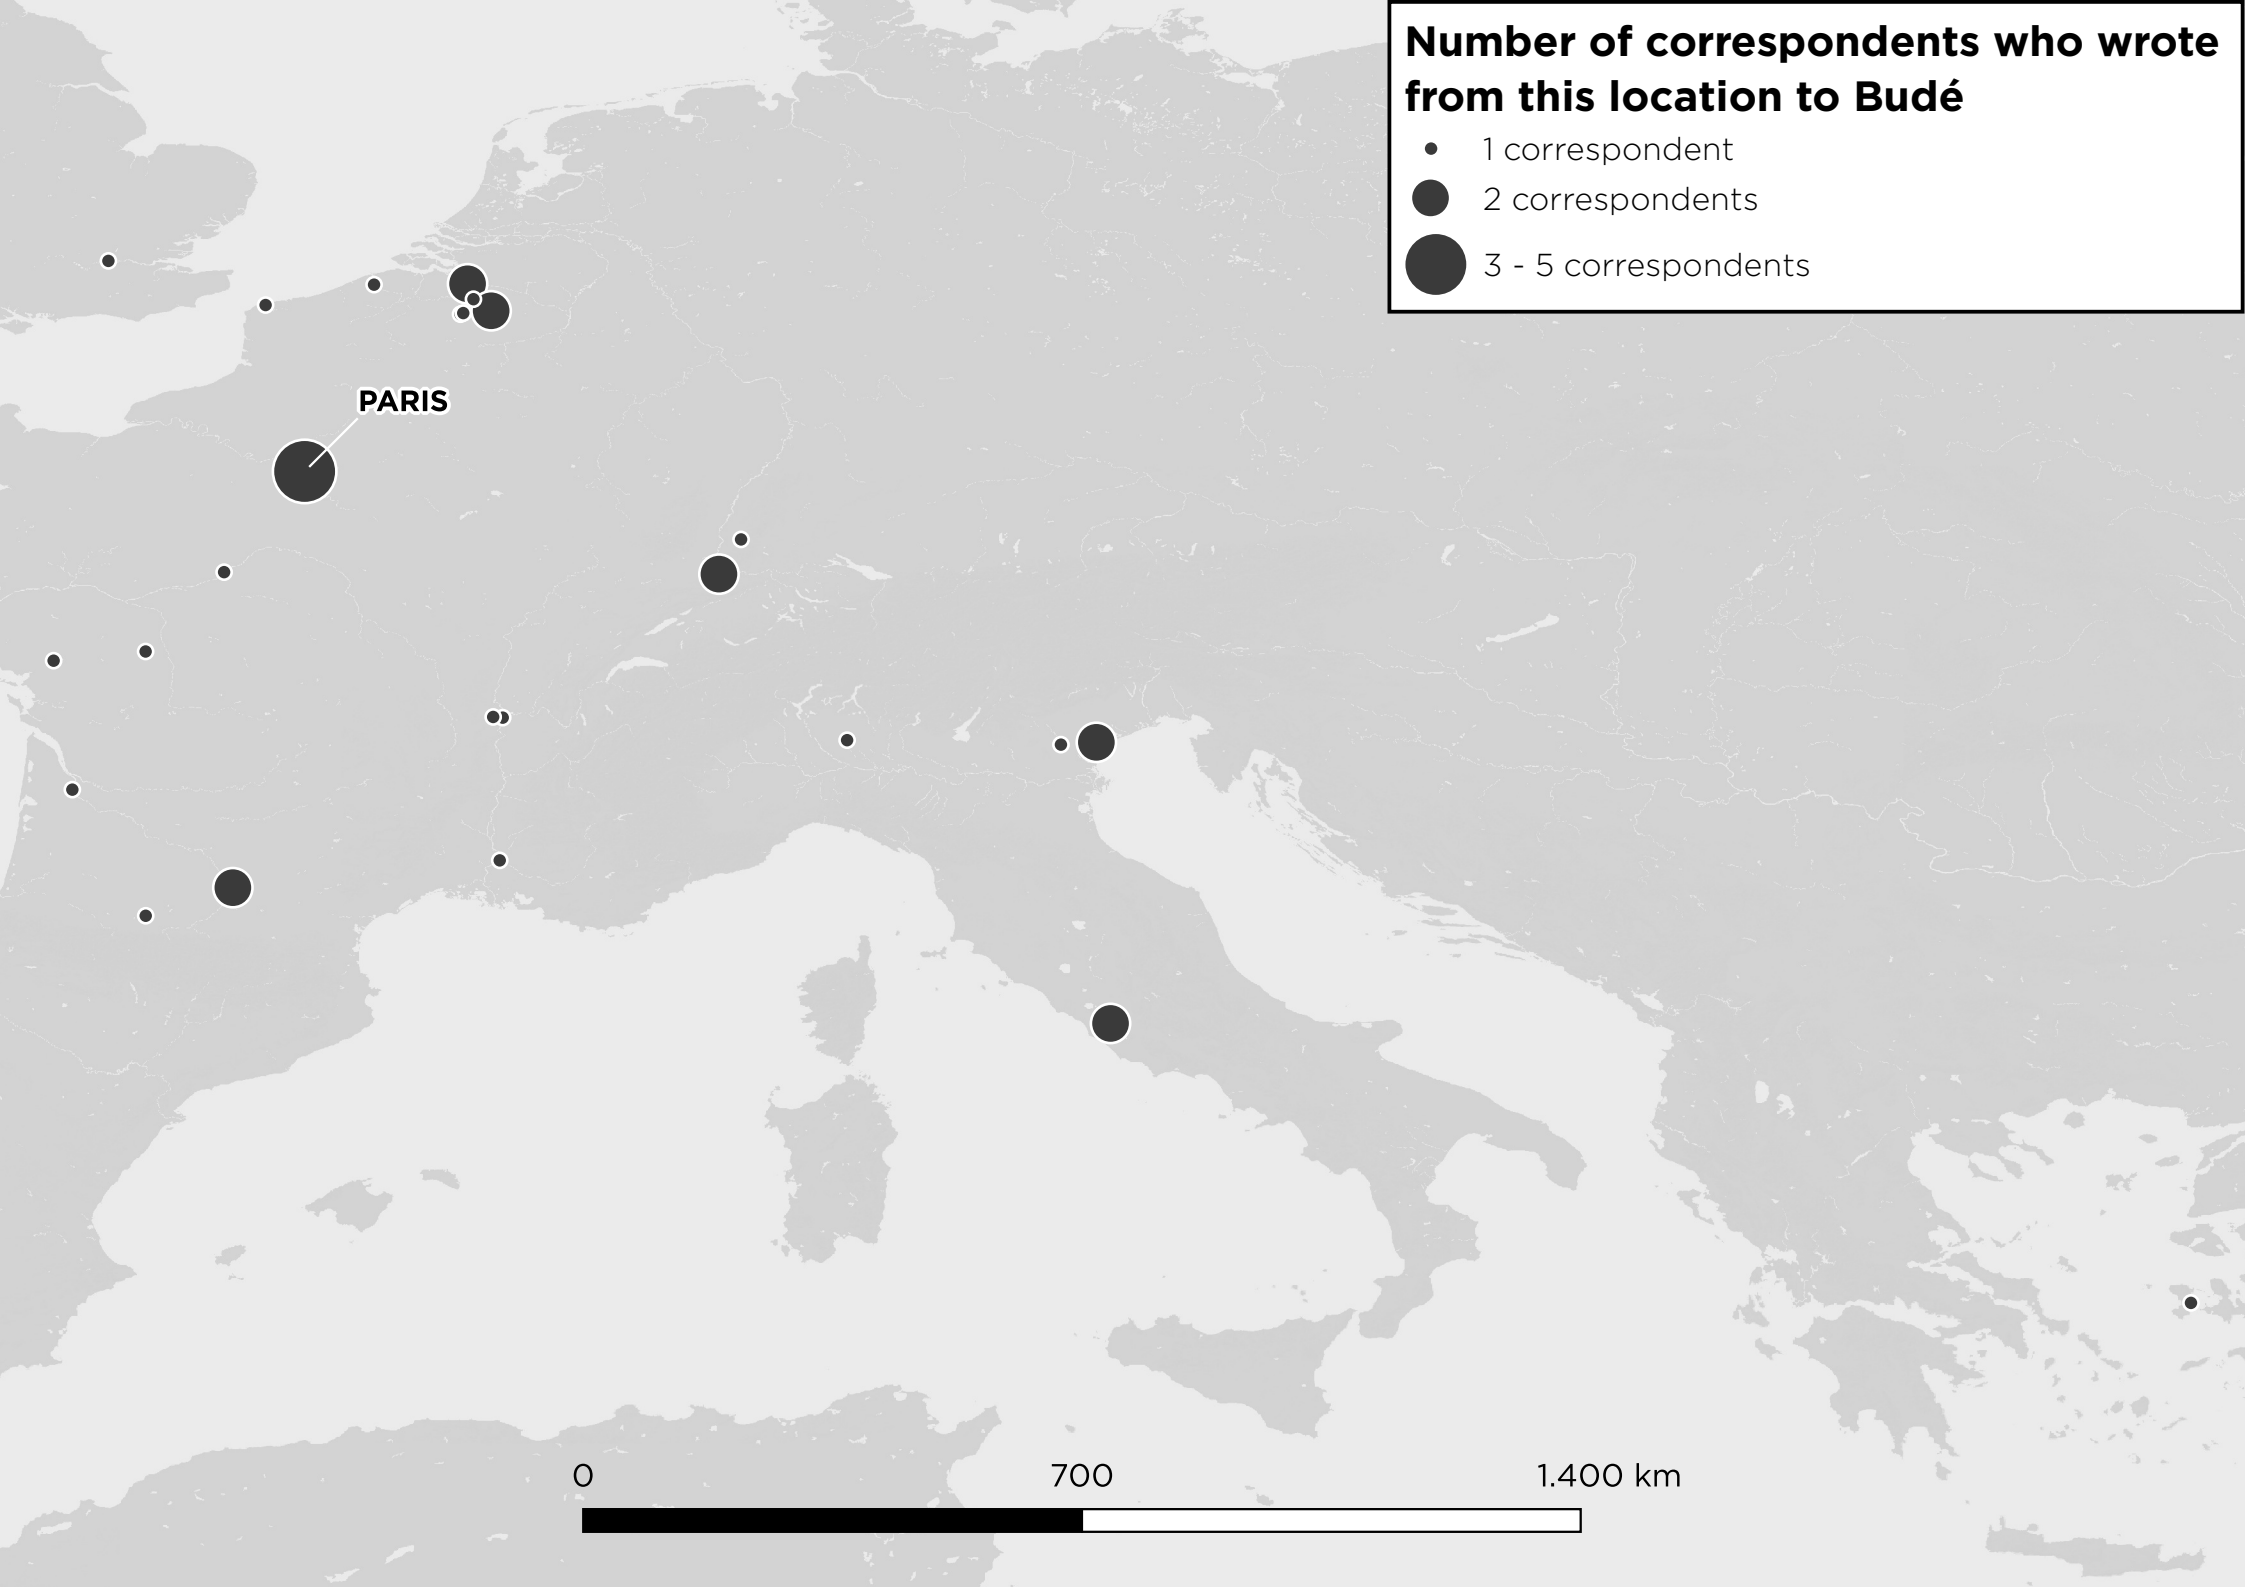 Number of correspondents who wrote
from this location to Budé
1 correspondent
2 correspondents
3 - 5 correspondents
PARIS
0 700 1.400 km